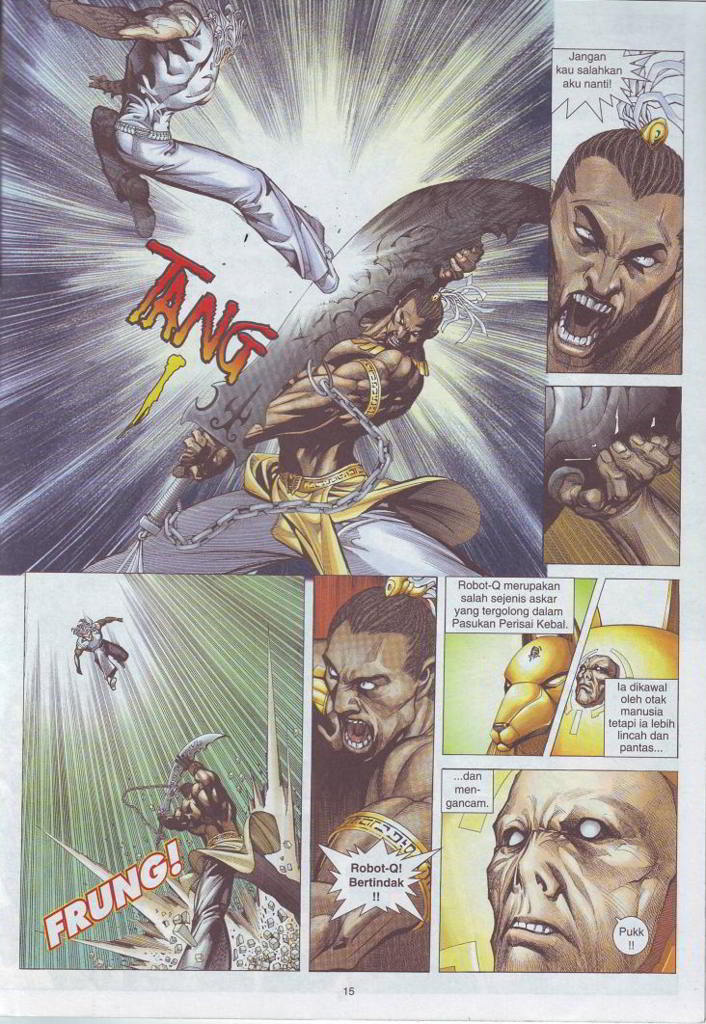 Jangan
kau salahkan
aku nanti!
TANG
!
FRUNG!
Robot-Q!
Bertindak
!!
Robot-Q merupakan
salah sejenis askar
yang tergolong dalam
Pasukan Perisai Kebal.
Ia dikawal
oleh otak
manusia
tetapi ia lebih
lincah dan
pantas...
...dan
men-
gancam.
Pukk
!!
15